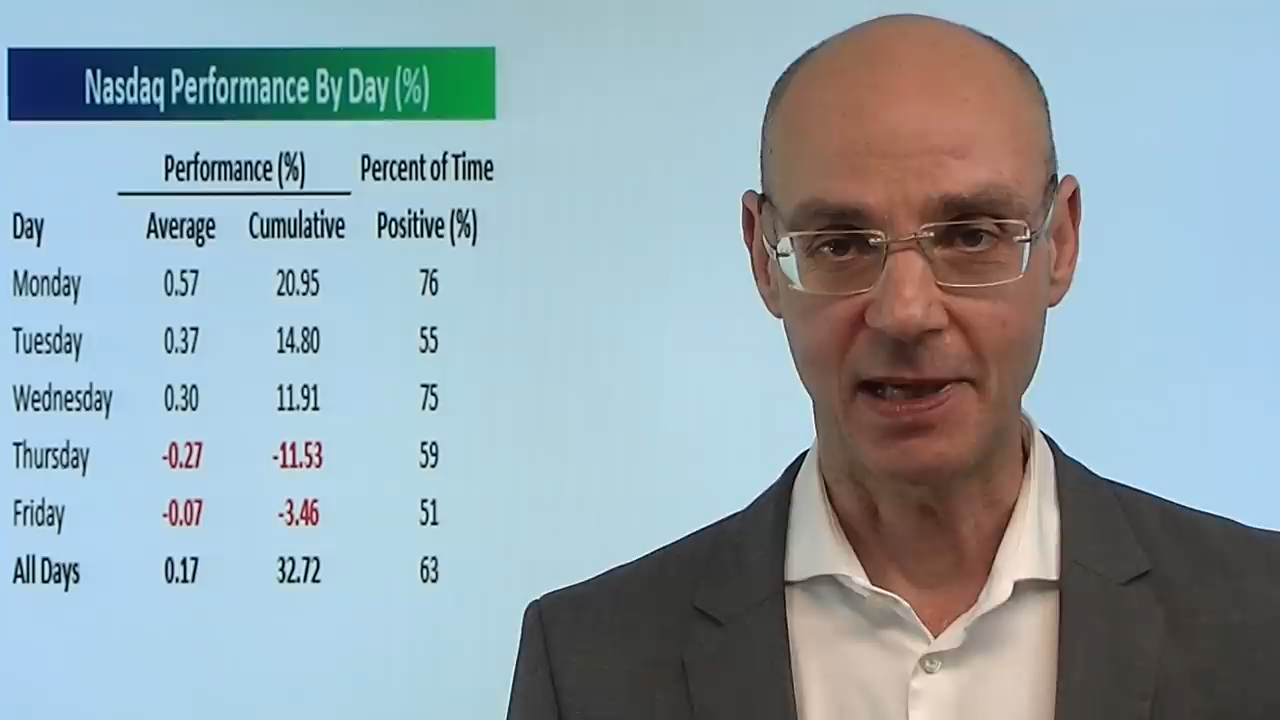 Nasdaq Performance By Day (%)
Performance (%) Percent of Time
Day Average Cumulative Positive (%)
Monday 0.57 20.95 76
Tuesday 0.37 14.80 55
Wednesday 0.30 11.91 75
Thursday -0.27 -11.53 59
Friday -0.07 -3.46 51
All Days 0.17 32.72 63